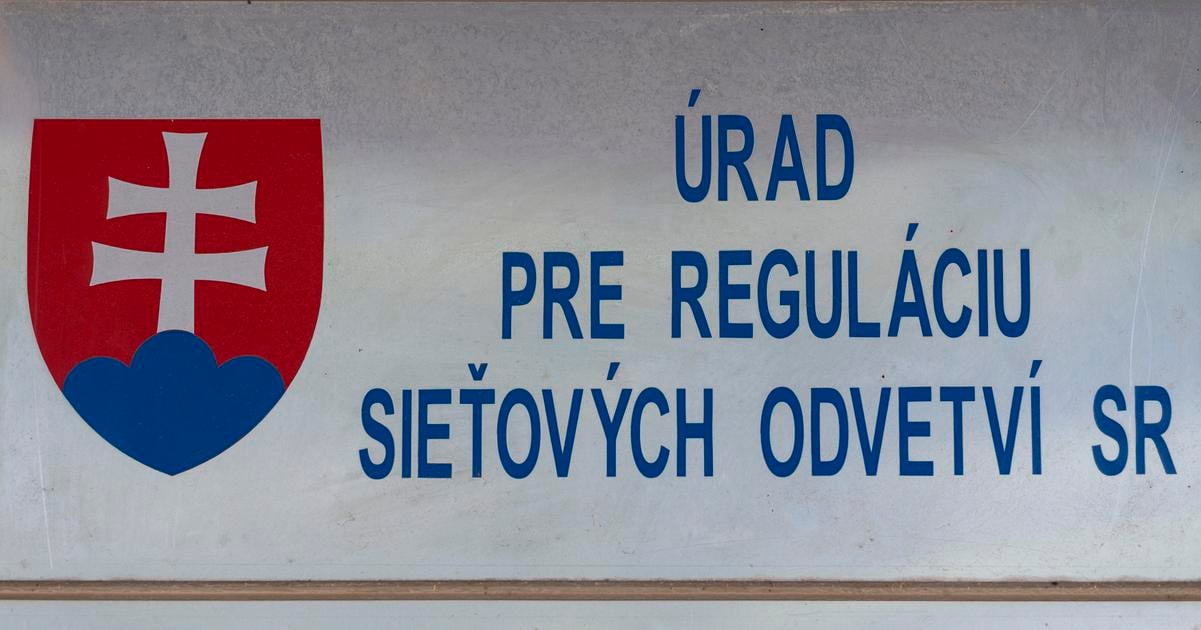 ÚRAD
PRE REGULÁCIU
SIEŤOVÝCH ODVETVÍ SR